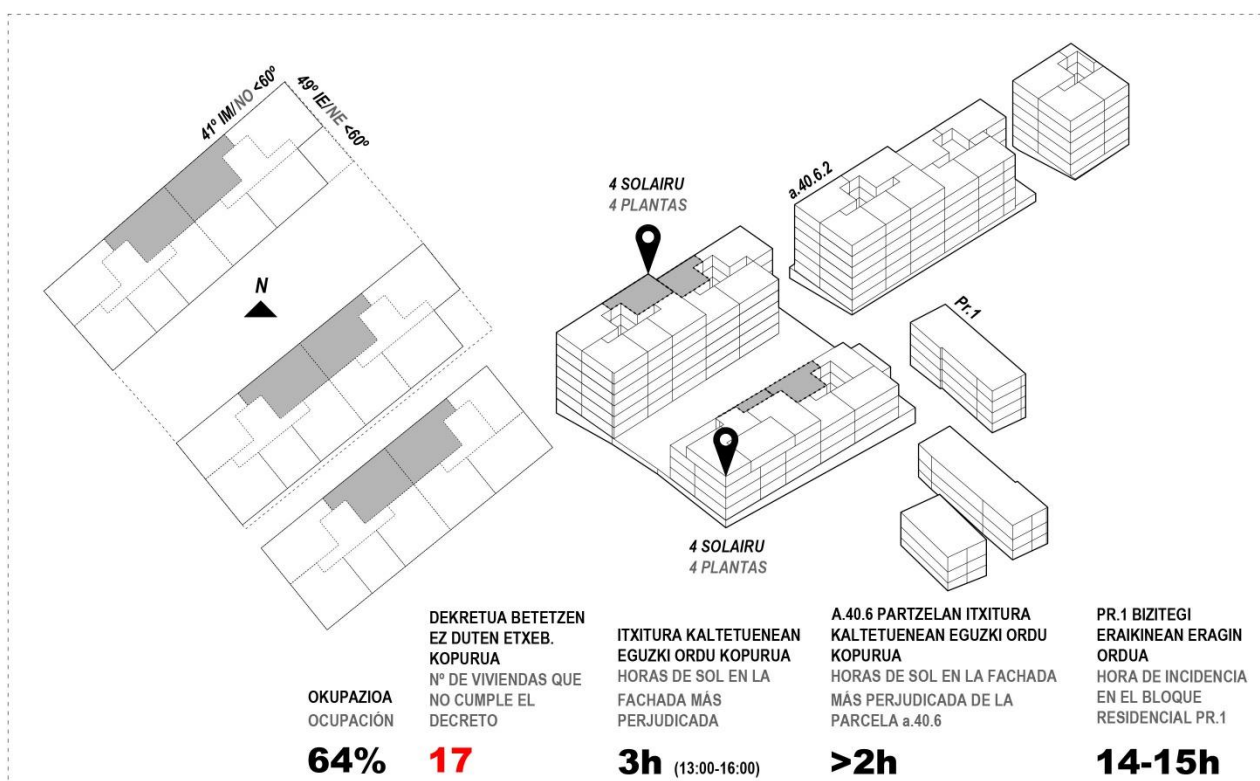 41º IM/NO <60º
49º IE/NE <60º
N
4 SOLAIRU
4 PLANTAS
a.40.6.2
Pr.1
4 SOLAIRU
4 PLANTAS
OKUPAZIOA
OCUPACIÓN
64%
DEKRETUA BETETZEN
EZ DUTEN ETXEB.
KOPURUA
Nº DE VIVIENDAS QUE
NO CUMPLE EL
DECRETO
17
ITXITURA KALTETUENEAN
EGUZKI ORDU KOPURUA
HORAS DE SOL EN LA
FACHADA MÁS
PERJUDICADA
3h (13:00-16:00)
A.40.6 PARTZELAN ITXITURA
KALTETUENEAN EGUZKI ORDU
KOPURUA
HORAS DE SOL EN LA FACHADA
MÁS PERJUDICADA DE LA
PARCELA a.40.6
>2h
PR.1 BIZITEGI
ERAIKINEAN ERAGIN
ORDUA
HORA DE INCIDENCIA
EN EL BLOQUE
RESIDENCIAL PR.1
14-15h